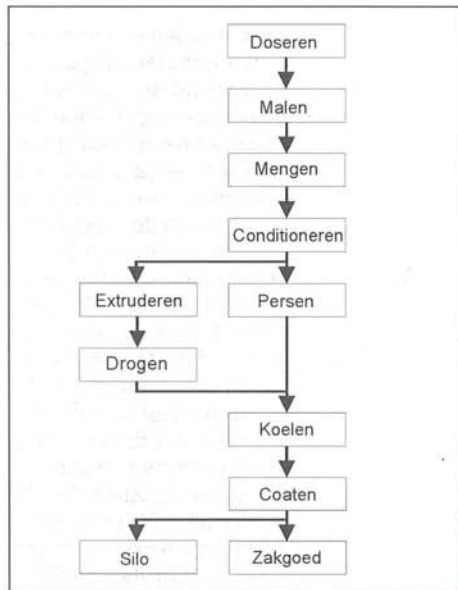 Doseren
Malen
Mengen
Conditioneren
Extruderen Persen
Drogen
Koelen
Coaten
Silo Zakgoed